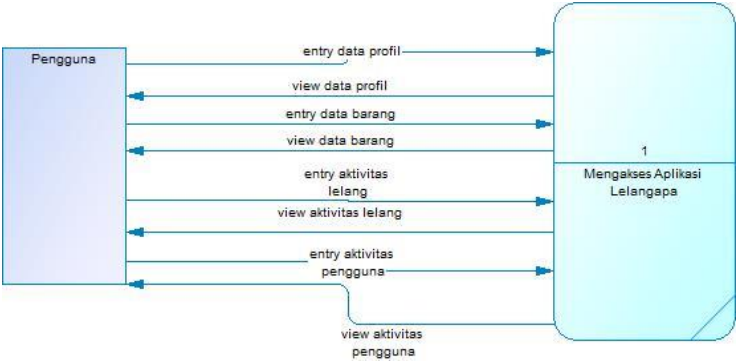 Pengguna
entry data profil
view data profil
entry data barang
view data barang
entry aktivitas
lelang
view aktivitas lelang
entry aktivitas
pengguna
view aktivitas
pengguna
1
Mengakses Aplikasi
Lelangapa